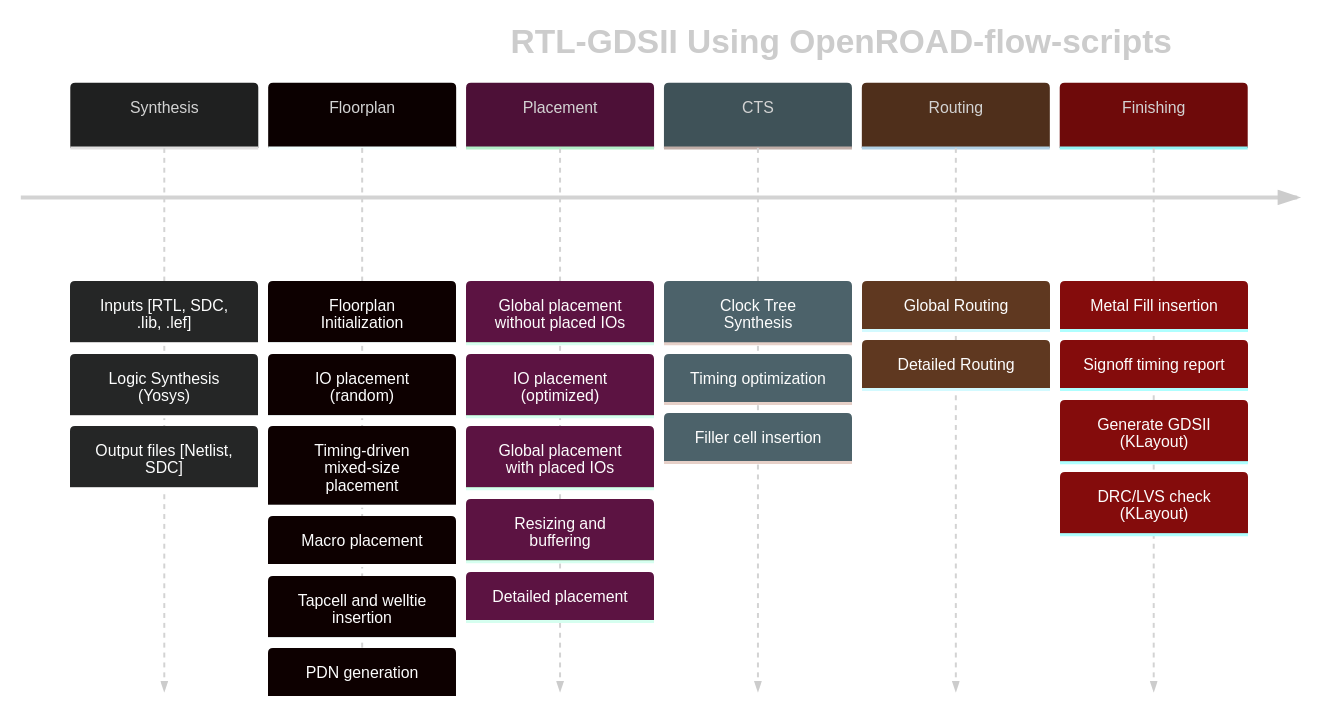 RTL-GDSII Using OpenROAD-flow-scripts
Synthesis
Floorplan
Placement
CTS
Routing
Finishing
Inputs [RTL, SDC,
.lib, .lef]
Logic Synthesis
(Yosys)
Output files [Netlist,
SDC]
Floorplan
Initialization
IO placement
(random)
Timing-driven
mixed-size
placement
Macro placement
Tapcell and welltie
insertion
PDN generation
Global placement
without placed IOs
IO placement
(optimized)
Global placement
with placed IOs
Resizing and
buffering
Detailed placement
Clock Tree
Synthesis
Timing optimization
Filler cell insertion
Global Routing
Detailed Routing
Metal Fill insertion
Signoff timing report
Generate GDSII
(KLayout)
DRC/LVS check
(KLayout)